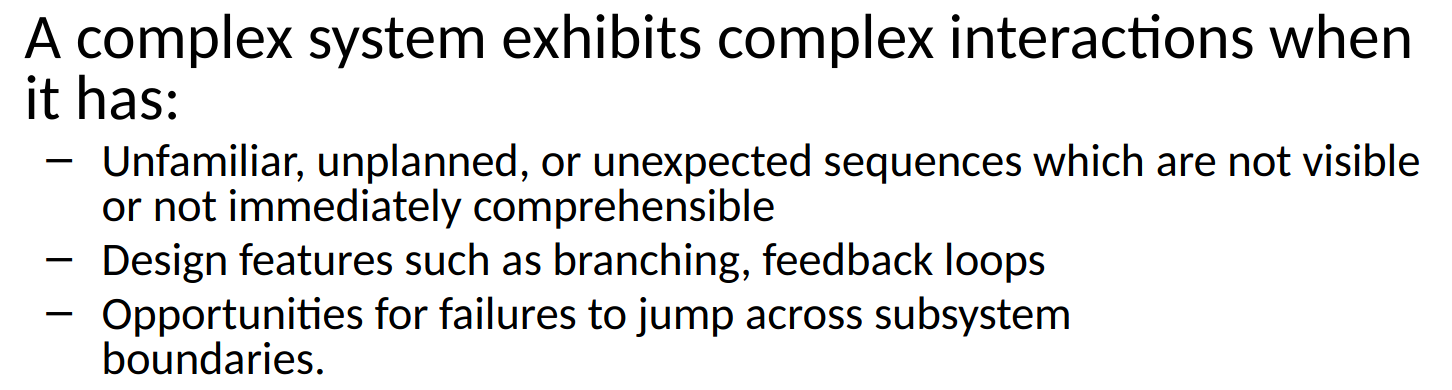 A complex system exhibits complex interactions when
it has:
– Unfamiliar, unplanned, or unexpected sequences which are not visible
or not immediately comprehensible
– Design features such as branching, feedback loops
– Opportunities for failures to jump across subsystem
boundaries.